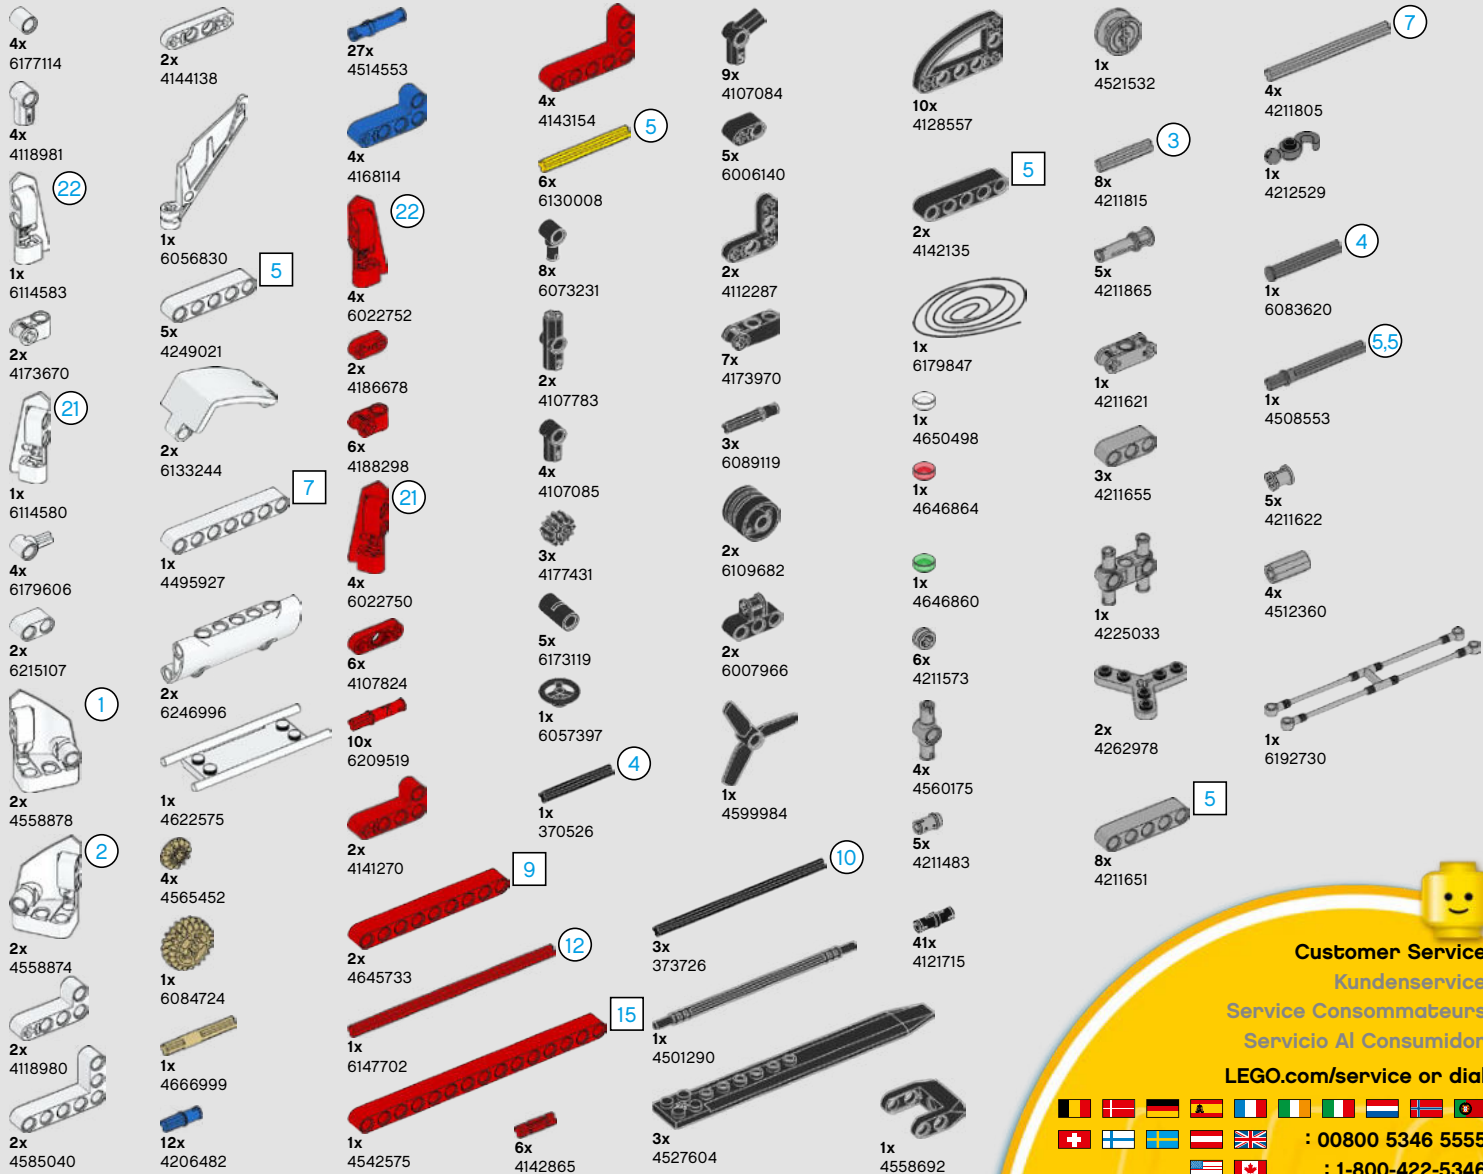 4x
6177114
4x
4118981
22
1x
6114583
2x
4173670
21
1x
6114580
4x
6179606
2x
6215107
1
2x
4558878
2
2x
4558874
2x
4118980
2x
4585040
2x
4144138
1x
6056830
5
5x
4249021
2x
6133244
7
1x
4495927
2x
6246996
1x
4622575
4x
4565452
1x
6084724
1x
4666999
12x
4206482
27x
4514553
4x
4168114
22
4x
6022752
2x
4186678
6x
4188298
21
4x
6022750
6x
4107824
10x
6209519
2x
4141270
9
2x
4645733
12
1x
6147702
15
1x
4542575
4x
4143154
5
6x
6130008
8x
6073231
2x
4107783
4x
4107085
3x
4177431
5x
6173119
1x
6057397
4
1x
370526
6x
4142865
9x
4107084
5x
6006140
2x
4112287
7x
4173970
3x
6089119
2x
6109682
2x
6007966
1x
4599984
10
3x
373726
1x
4501290
3x
4527604
10x
4128557
5
2x
4142135
1x
6179847
1x
4650498
1x
4646864
1x
4646860
6x
4211573
4x
4560175
5x
4211483
41x
4121715
1x
4558692
1x
4521532
3
8x
4211815
5x
4211865
1x
4211621
3x
4211655
1x
4225033
2x
4262978
5
8x
4211651
7
4x
4211805
1x
4212529
4
1x
6083620
5,5
1x
4508553
5x
4211622
4x
4512360
1x
6192730
Customer Service
Kundenservice
Service Consommateurs
Servicio Al Consumidor
LEGO.com/service or dial
: 00800 5346 5555
: 1-800-422-5346